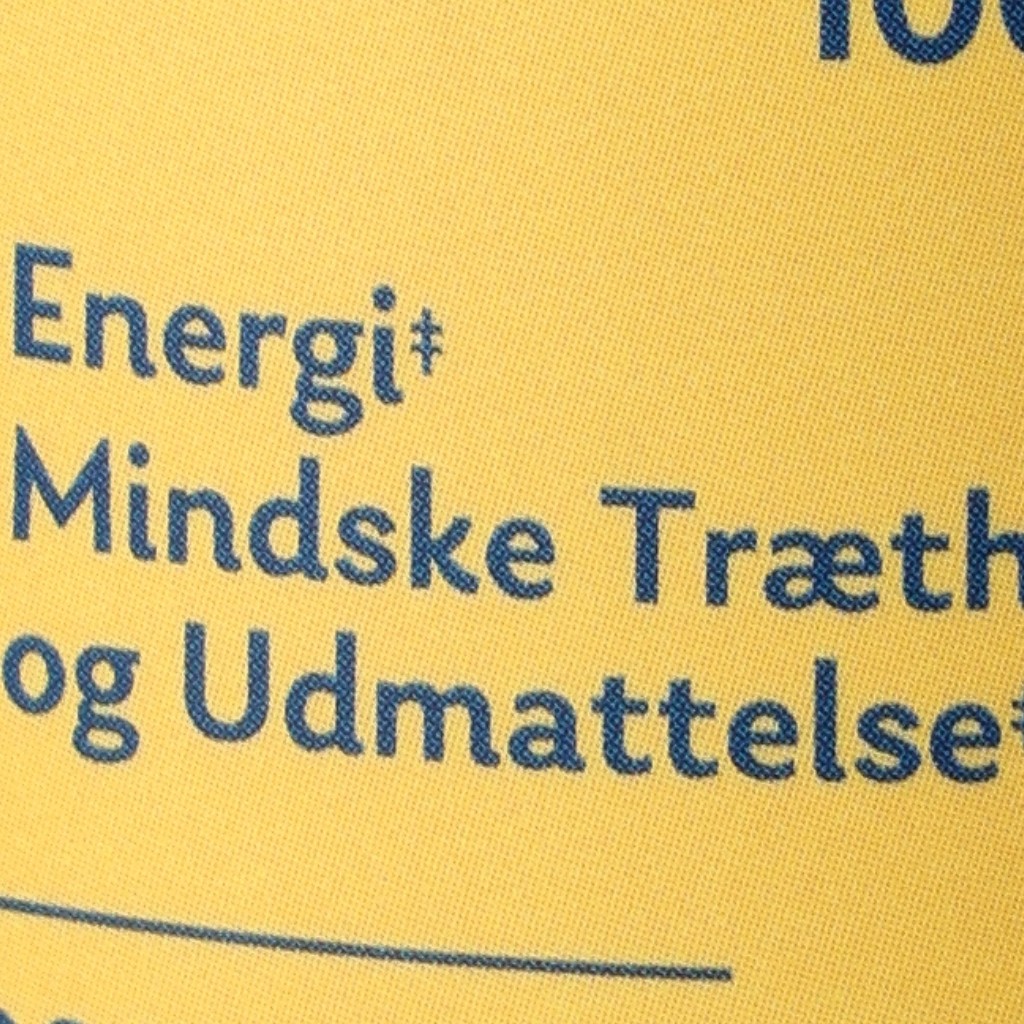 Energi‡
Mindske Træth
og Udmattelse‡